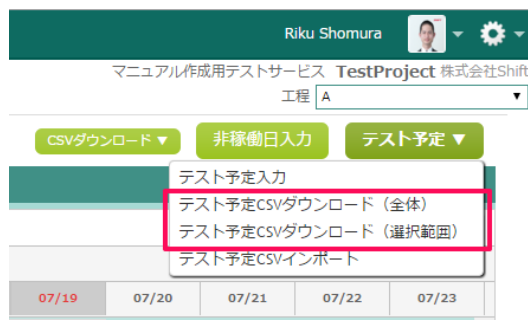 Riku Shomura
マニュアル作成用テストサービス TestProject 株式会社Shift
工程 A
CSVダウンロード ▼ 非稼働日入力 テスト予定 ▼
テスト予定入力
テスト予定CSVダウンロード（全体）
テスト予定CSVダウンロード（選択範囲）
テスト予定CSVインポート
07/19 07/20 07/21 07/22 07/23